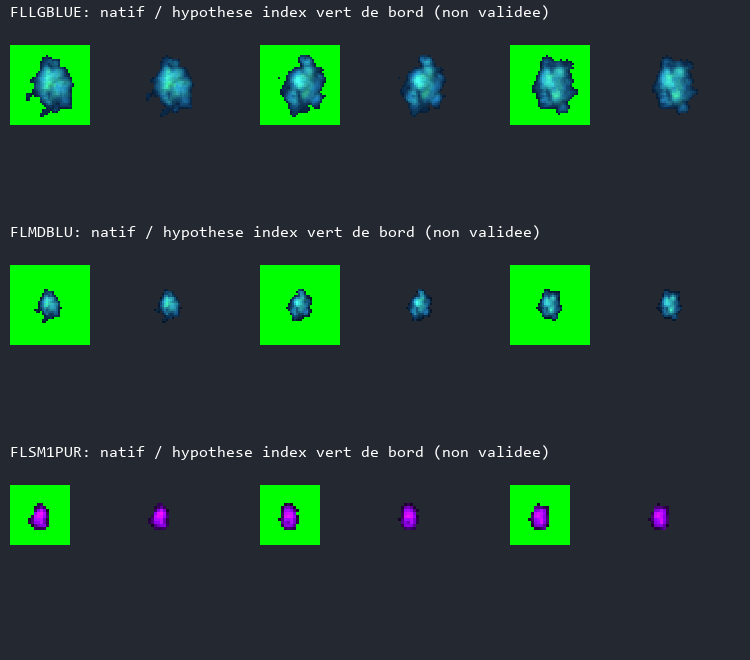 FLLGBLUE: natif / hypothese index vert de bord (non validee)
FLMDBLU: natif / hypothese index vert de bord (non validee)
FLSM1PUR: natif / hypothese index vert de bord (non validee)